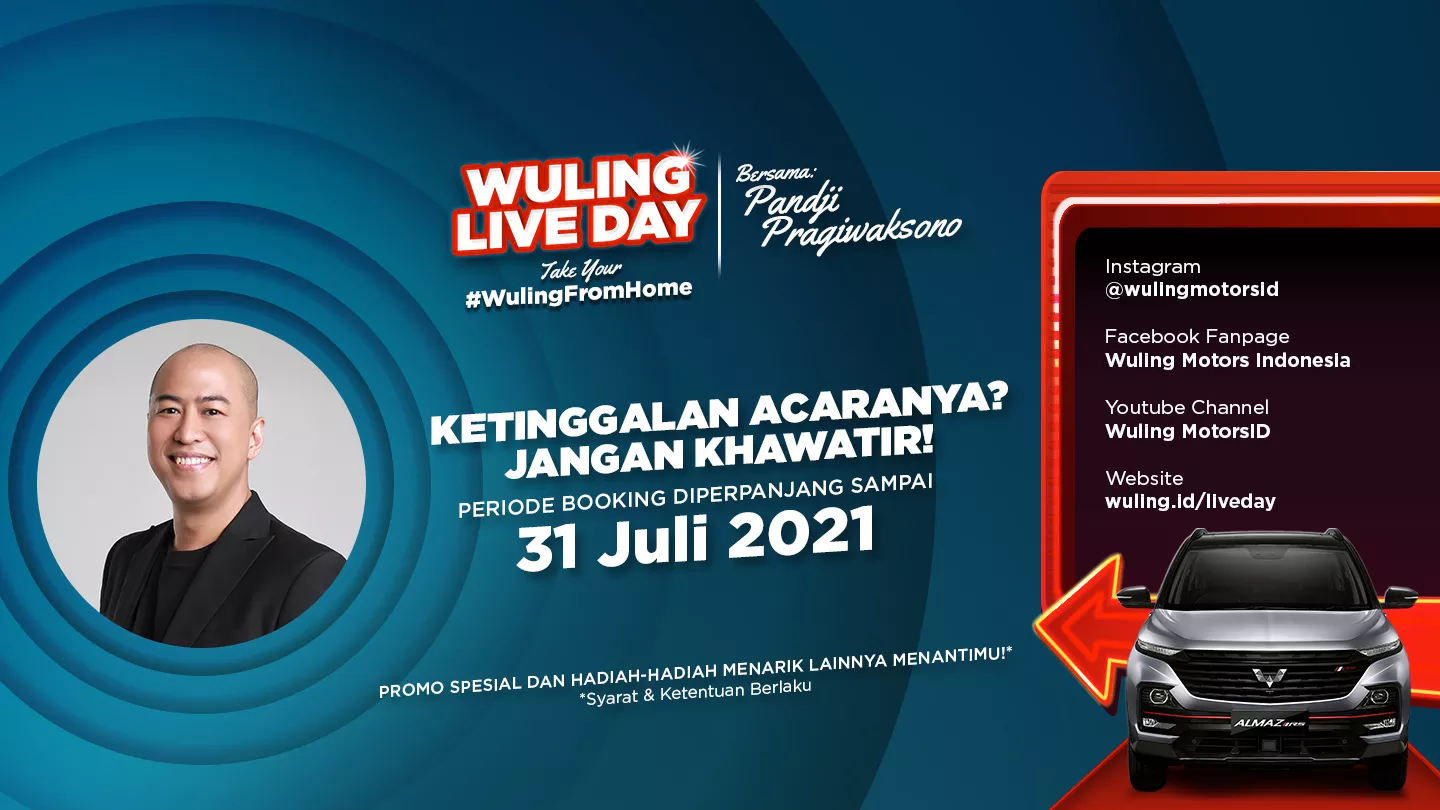 WULING
LIVE DAY
Take Your
#WulingFromHome
Bersama:
Pandji
Pragiwaksono
KETINGGALAN ACARANYA?
JANGAN KHAWATIR!
PERIODE BOOKING DIPERPANJANG SAMPAI
31 Juli 2021
PROMO SPESIAL DAN HADIAH-HADIAH MENARIK LAINNYA MENANTIMU!*
*Syarat & Ketentuan Berlaku
Instagram
@wulingmotorsid
Facebook Fanpage
Wuling Motors Indonesia
Youtube Channel
Wuling MotorsID
Website
wuling.id/liveday
ALMAZ RS